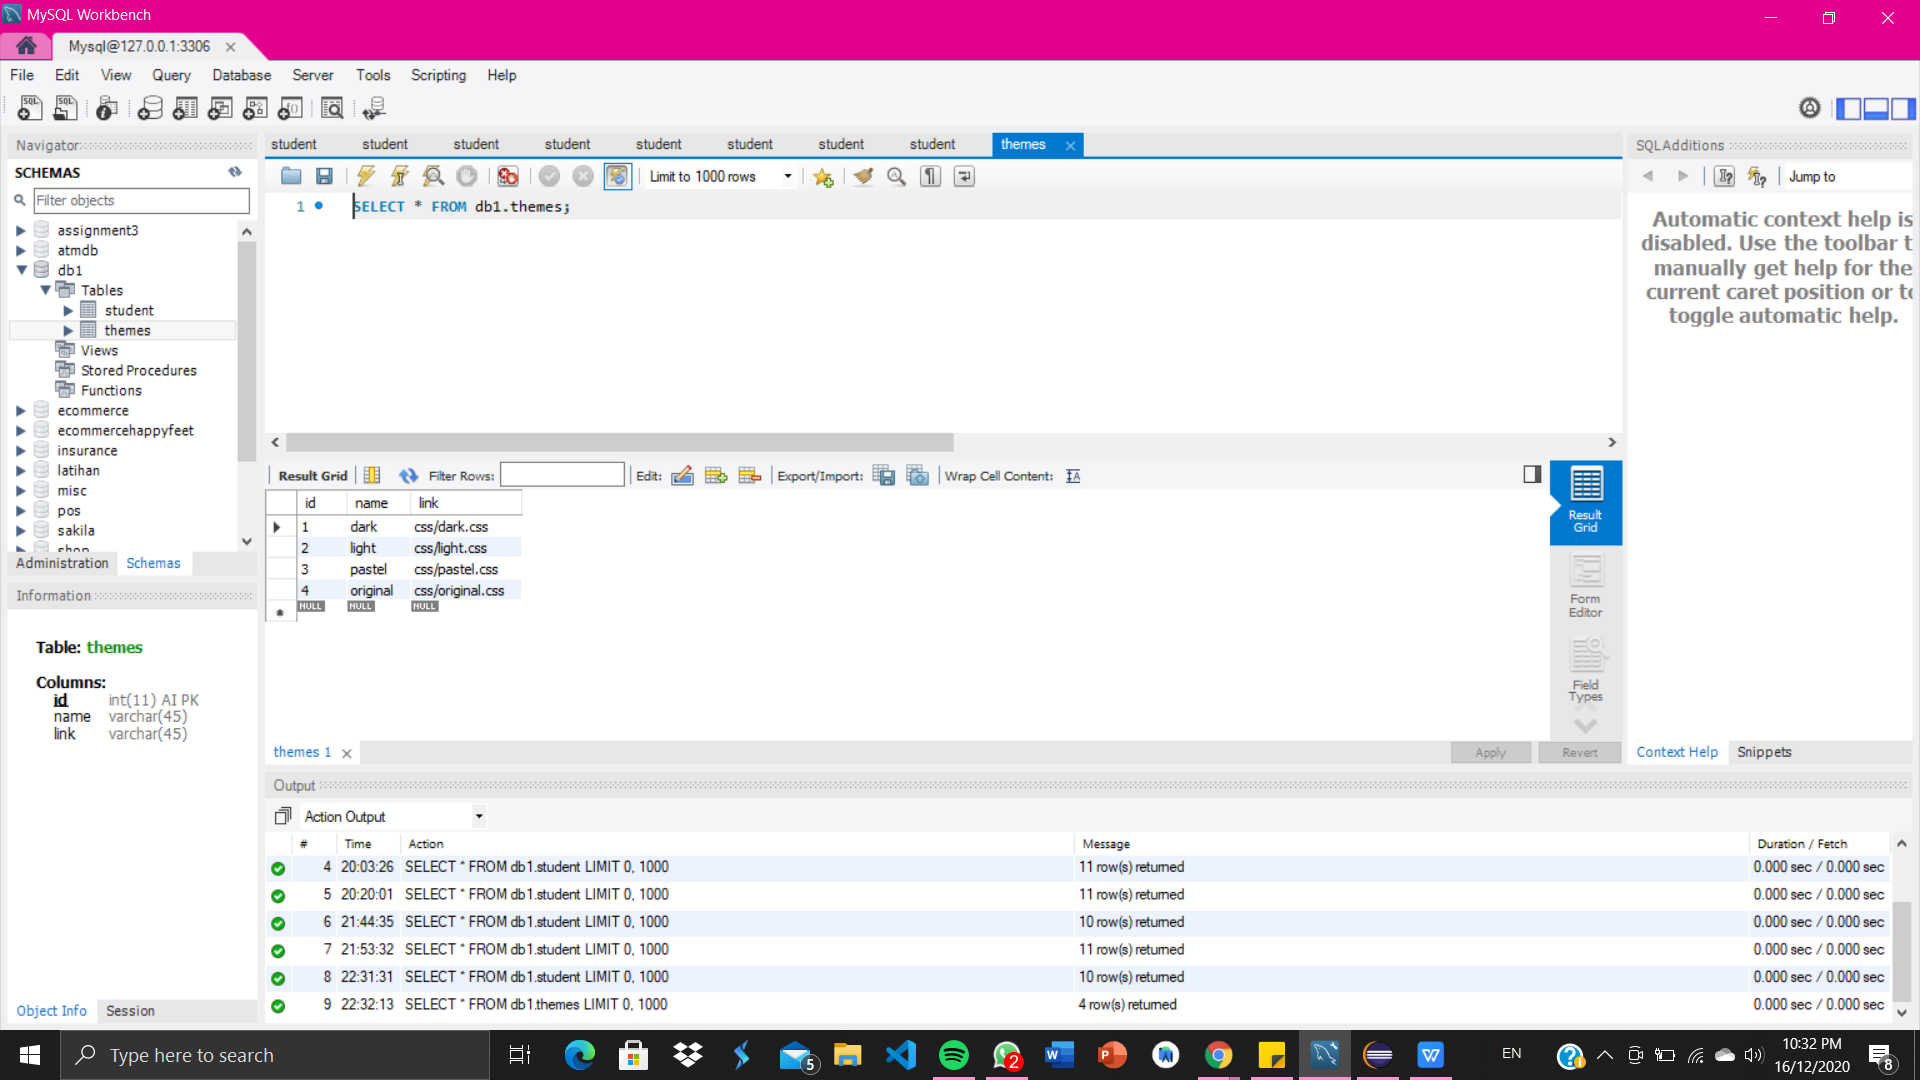 MySQL Workbench
Mysql@127.0.0.1:3306
File Edit View Query Database Server Tools Scripting Help
Navigator
SCHEMAS
Filter objects
assignment3
atmdb
db1
Tables
student
themes
Views
Stored Procedures
Functions
ecommerce
ecommercehappyfeet
insurance
latihan
misc
pos
sakila
shop
Administration Schemas
Information
Table: themes
Columns:
id int(11) AI PK
name varchar(45)
link varchar(45)
Object Info Session
student student student student student student student student themes
Limit to 1000 rows
1 SELECT * FROM db1.themes;
Result Grid Filter Rows: Edit: Export/Import: Wrap Cell Content:
id name link
1 dark css/dark.css
2 light css/light.css
3 pastel css/pastel.css
4 original css/original.css
NULL NULL NULL
Result
Grid
Form
Editor
Field
Types
themes 1
Apply Revert
SQLAdditions
Jump to
Automatic context help is
disabled. Use the toolbar t
manually get help for the
current caret position or to
toggle automatic help.
Context Help Snippets
Output
Action Output
# Time Action Message Duration / Fetch
4 20:03:26 SELECT * FROM db1.student LIMIT 0, 1000 11 row(s) returned 0.000 sec / 0.000 sec
5 20:20:01 SELECT * FROM db1.student LIMIT 0, 1000 11 row(s) returned 0.000 sec / 0.000 sec
6 21:44:35 SELECT * FROM db1.student LIMIT 0, 1000 10 row(s) returned 0.000 sec / 0.000 sec
7 21:53:32 SELECT * FROM db1.student LIMIT 0, 1000 11 row(s) returned 0.000 sec / 0.000 sec
8 22:31:31 SELECT * FROM db1.student LIMIT 0, 1000 10 row(s) returned 0.000 sec / 0.000 sec
9 22:32:13 SELECT * FROM db1.themes LIMIT 0, 1000 4 row(s) returned 0.000 sec / 0.000 sec
Type here to search
5
2
EN
10:32 PM
16/12/2020
8